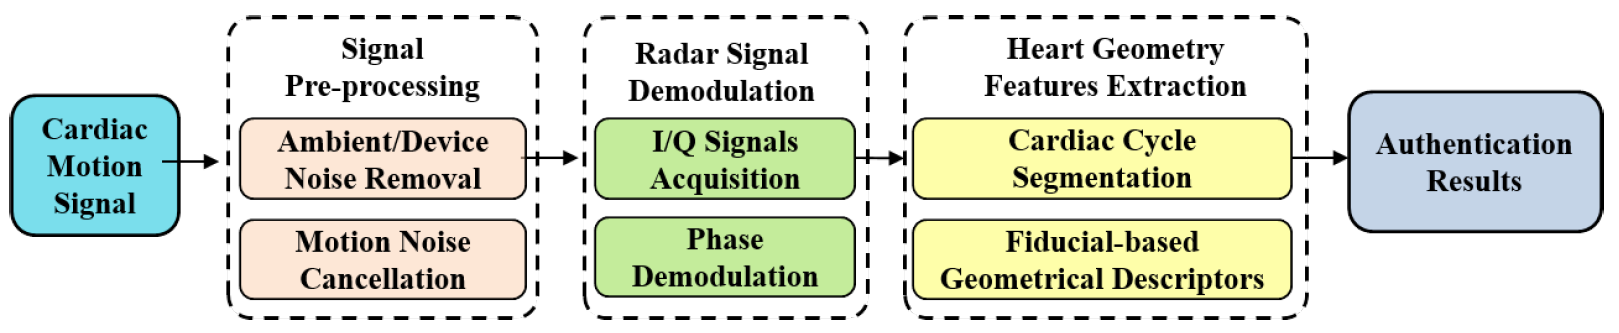 Cardiac
Motion
Signal
Signal
Pre-processing
Ambient/Device
Noise Removal
Motion Noise
Cancellation
Radar Signal
Demodulation
I/Q Signals
Acquisition
Phase
Demodulation
Heart Geometry
Features Extraction
Cardiac Cycle
Segmentation
Fiducial-based
Geometrical Descriptors
Authentication
Results